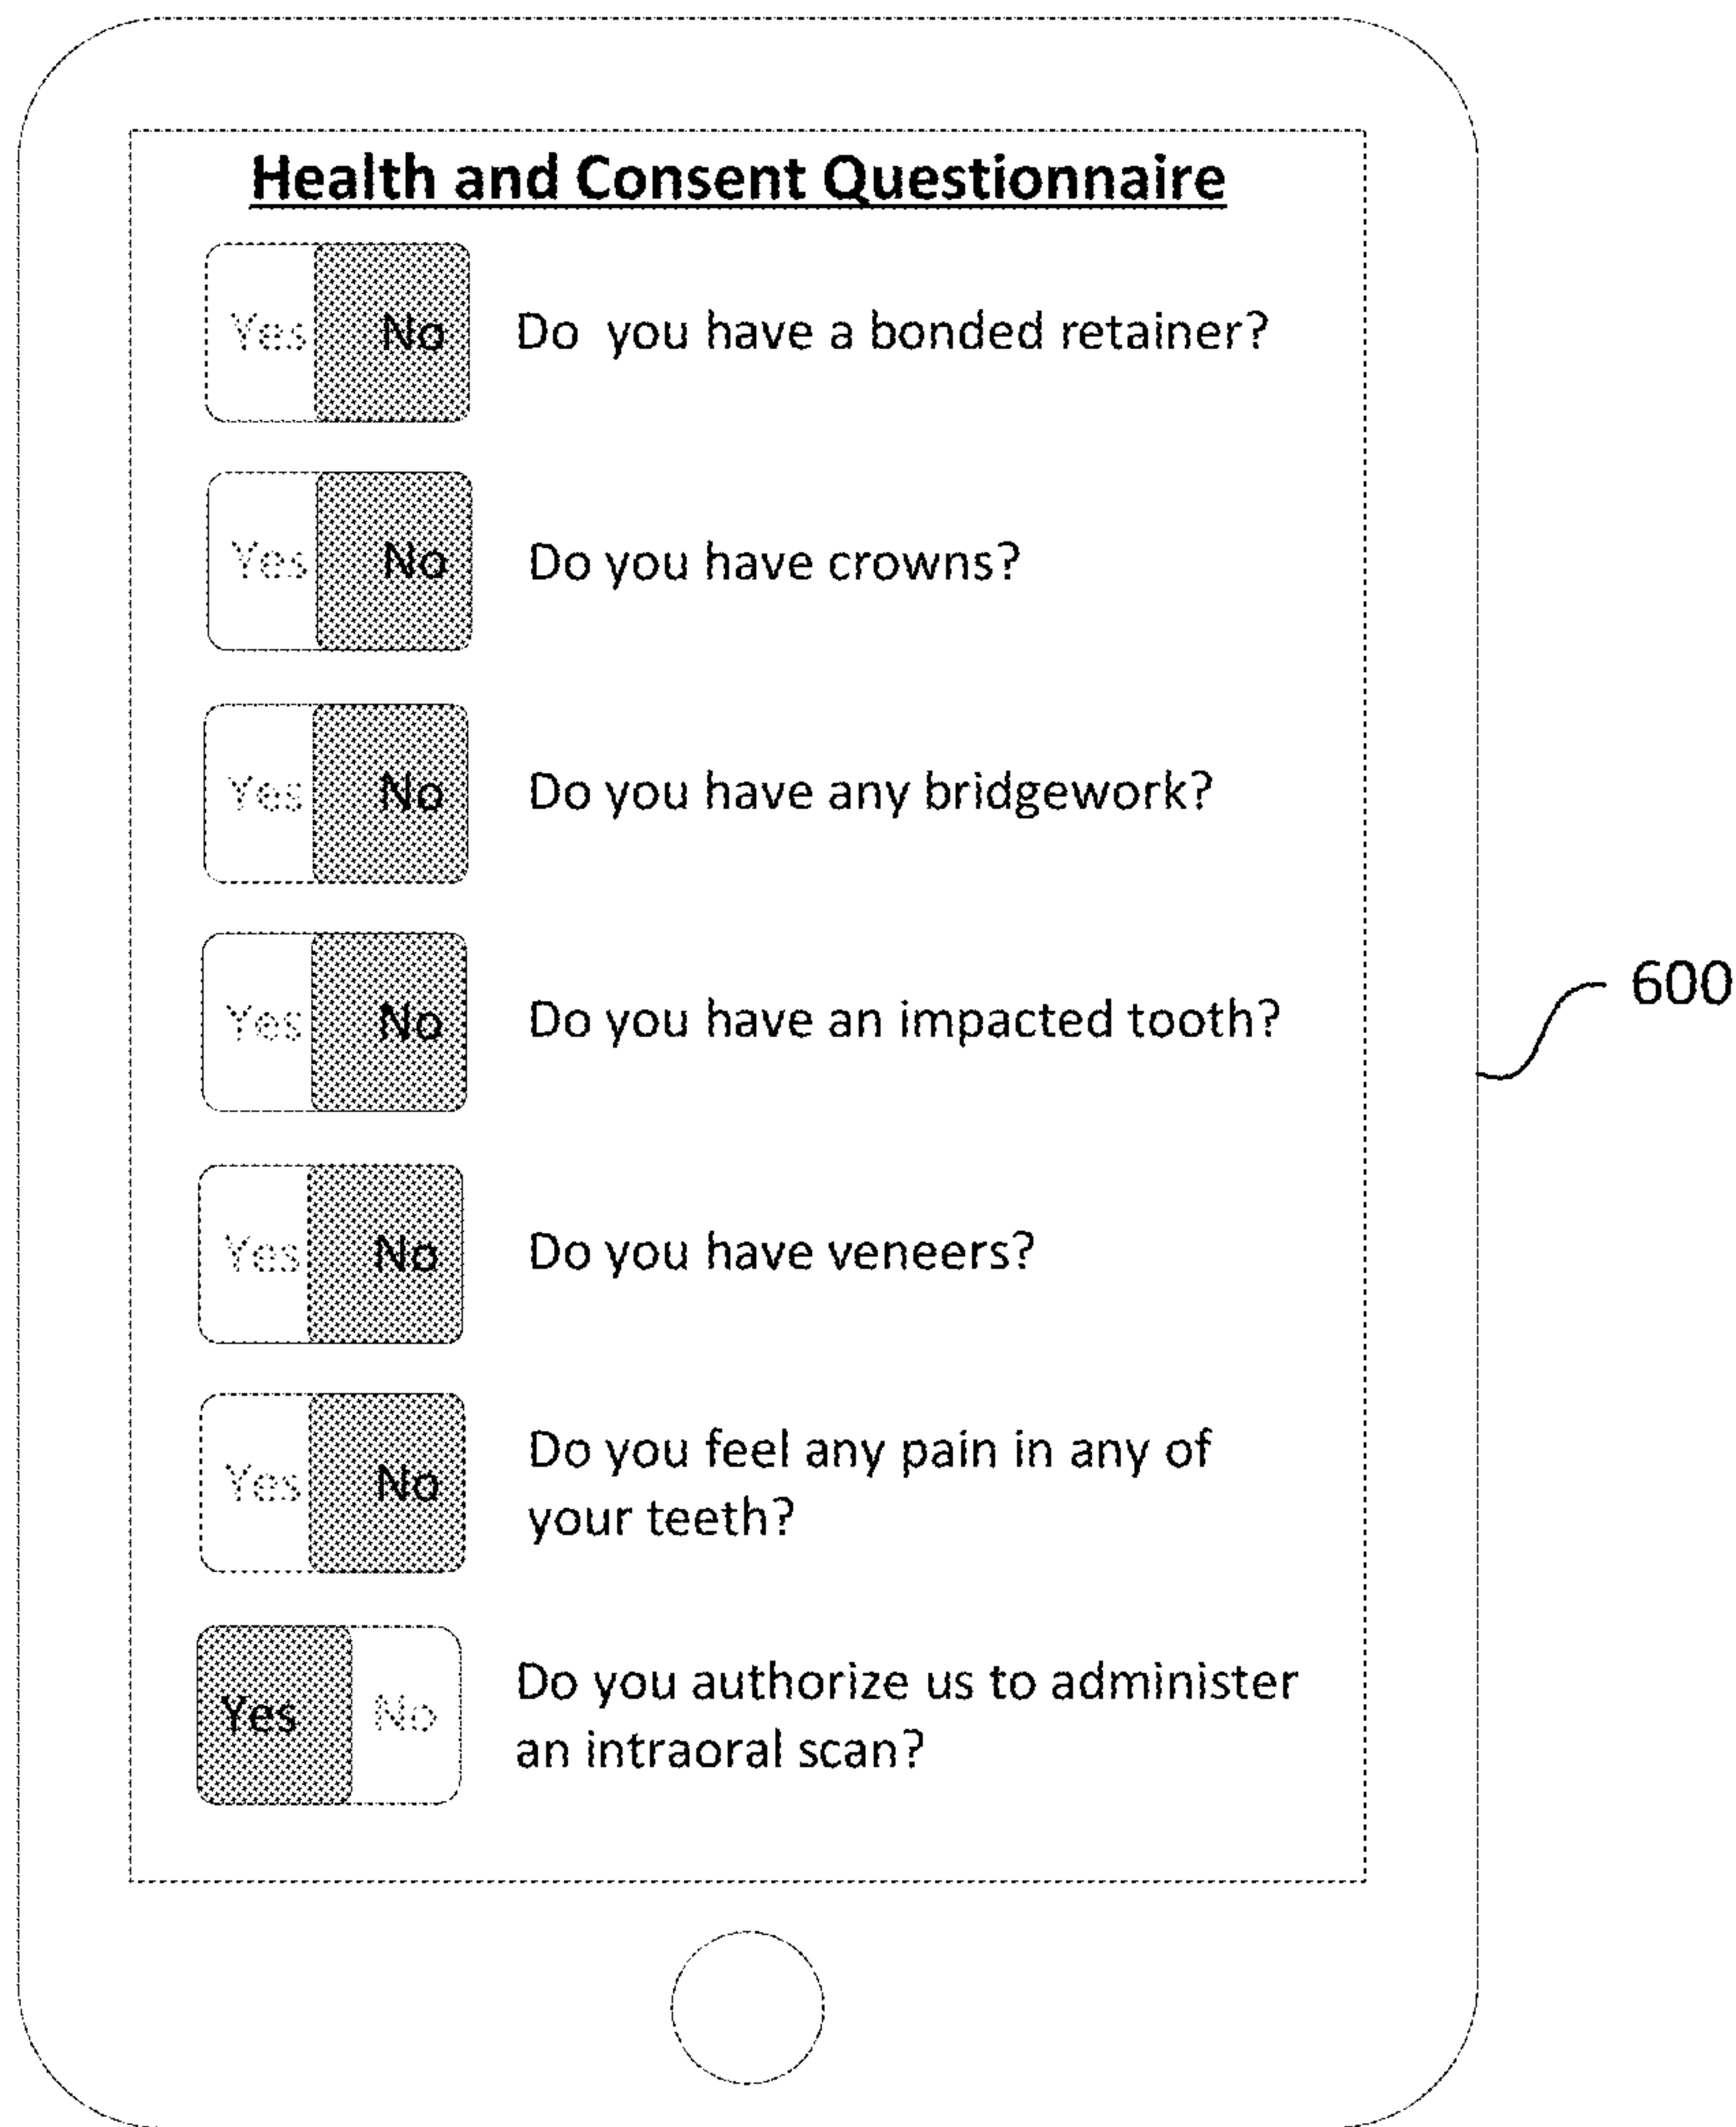 Health and Consent Questionnaire
Yes No Do you have a bonded retainer?
Yes No Do you have crowns?
Yes No Do you have any bridgework?
Yes No Do you have an impacted tooth?
Yes No Do you have veneers?
Yes No Do you feel any pain in any of
your teeth?
Yes No Do you authorize us to administer
an intraoral scan?
600